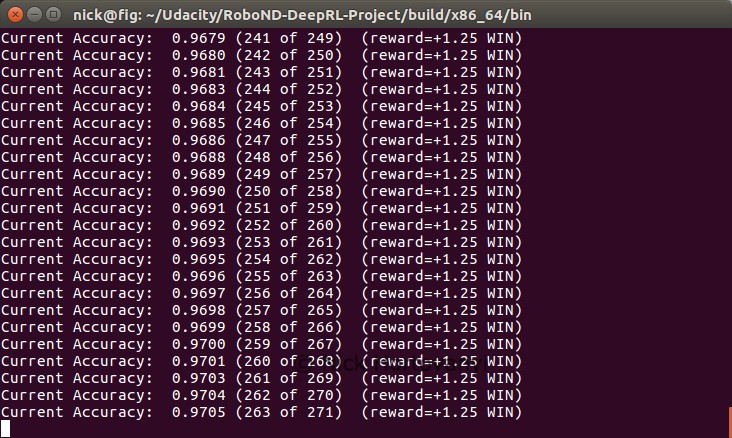 nick@fig: ~/Udacity/RoboND-DeepRL-Project/build/x86_64/bin
Current Accuracy:  0.9679 (241 of 249)  (reward=+1.25 WIN)
Current Accuracy:  0.9680 (242 of 250)  (reward=+1.25 WIN)
Current Accuracy:  0.9681 (243 of 251)  (reward=+1.25 WIN)
Current Accuracy:  0.9683 (244 of 252)  (reward=+1.25 WIN)
Current Accuracy:  0.9684 (245 of 253)  (reward=+1.25 WIN)
Current Accuracy:  0.9685 (246 of 254)  (reward=+1.25 WIN)
Current Accuracy:  0.9686 (247 of 255)  (reward=+1.25 WIN)
Current Accuracy:  0.9688 (248 of 256)  (reward=+1.25 WIN)
Current Accuracy:  0.9689 (249 of 257)  (reward=+1.25 WIN)
Current Accuracy:  0.9690 (250 of 258)  (reward=+1.25 WIN)
Current Accuracy:  0.9691 (251 of 259)  (reward=+1.25 WIN)
Current Accuracy:  0.9692 (252 of 260)  (reward=+1.25 WIN)
Current Accuracy:  0.9693 (253 of 261)  (reward=+1.25 WIN)
Current Accuracy:  0.9695 (254 of 262)  (reward=+1.25 WIN)
Current Accuracy:  0.9696 (255 of 263)  (reward=+1.25 WIN)
Current Accuracy:  0.9697 (256 of 264)  (reward=+1.25 WIN)
Current Accuracy:  0.9698 (257 of 265)  (reward=+1.25 WIN)
Current Accuracy:  0.9699 (258 of 266)  (reward=+1.25 WIN)
Current Accuracy:  0.9700 (259 of 267)  (reward=+1.25 WIN)
Current Accuracy:  0.9701 (260 of 268)  (reward=+1.25 WIN)
Current Accuracy:  0.9703 (261 of 269)  (reward=+1.25 WIN)
Current Accuracy:  0.9704 (262 of 270)  (reward=+1.25 WIN)
Current Accuracy:  0.9705 (263 of 271)  (reward=+1.25 WIN)